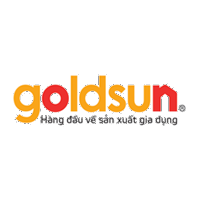 goldsun®
Hàng đầu về sản xuất gia dụng